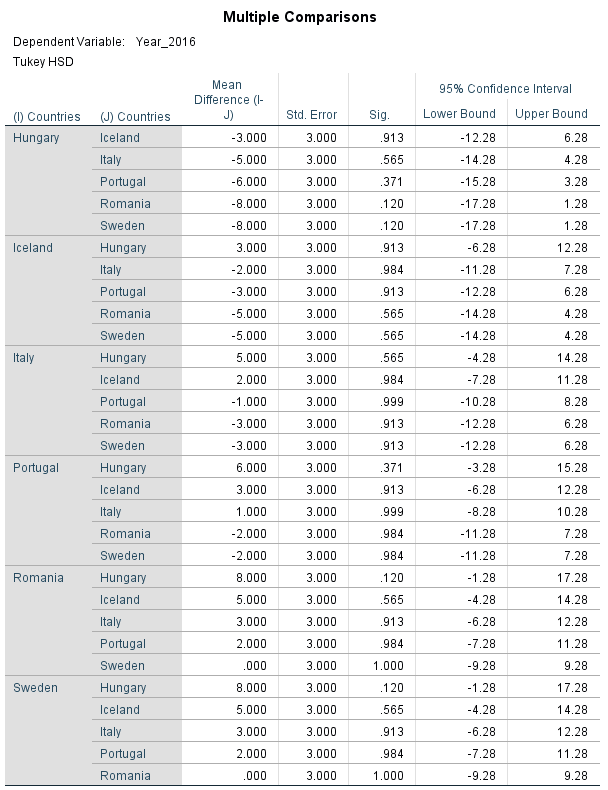 Multiple Comparisons
Dependent Variable: Year_2016
Tukey HSD
Mean Difference (I-J) 95% Confidence Interval
(I) Countries (J) Countries Std. Error Sig. Lower Bound Upper Bound
Hungary Iceland -3.000 3.000 .913 -12.28 6.28
Italy -5.000 3.000 .565 -14.28 4.28
Portugal -6.000 3.000 .371 -15.28 3.28
Romania -8.000 3.000 .120 -17.28 1.28
Sweden -8.000 3.000 .120 -17.28 1.28
Iceland Hungary 3.000 3.000 .913 -6.28 12.28
Italy -2.000 3.000 .984 -11.28 7.28
Portugal -3.000 3.000 .913 -12.28 6.28
Romania -5.000 3.000 .565 -14.28 4.28
Sweden -5.000 3.000 .565 -14.28 4.28
Italy Hungary 5.000 3.000 .565 -4.28 14.28
Iceland 2.000 3.000 .984 -7.28 11.28
Portugal -1.000 3.000 .999 -10.28 8.28
Romania -3.000 3.000 .913 -12.28 6.28
Sweden -3.000 3.000 .913 -12.28 6.28
Portugal Hungary 6.000 3.000 .371 -3.28 15.28
Iceland 3.000 3.000 .913 -6.28 12.28
Italy 1.000 3.000 .999 -8.28 10.28
Romania -2.000 3.000 .984 -11.28 7.28
Sweden -2.000 3.000 .984 -11.28 7.28
Romania Hungary 8.000 3.000 .120 -1.28 17.28
Iceland 5.000 3.000 .565 -4.28 14.28
Italy 3.000 3.000 .913 -6.28 12.28
Portugal 2.000 3.000 .984 -7.28 11.28
Sweden .000 3.000 1.000 -9.28 9.28
Sweden Hungary 8.000 3.000 .120 -1.28 17.28
Iceland 5.000 3.000 .565 -4.28 14.28
Italy 3.000 3.000 .913 -6.28 12.28
Portugal 2.000 3.000 .984 -7.28 11.28
Romania .000 3.000 1.000 -9.28 9.28